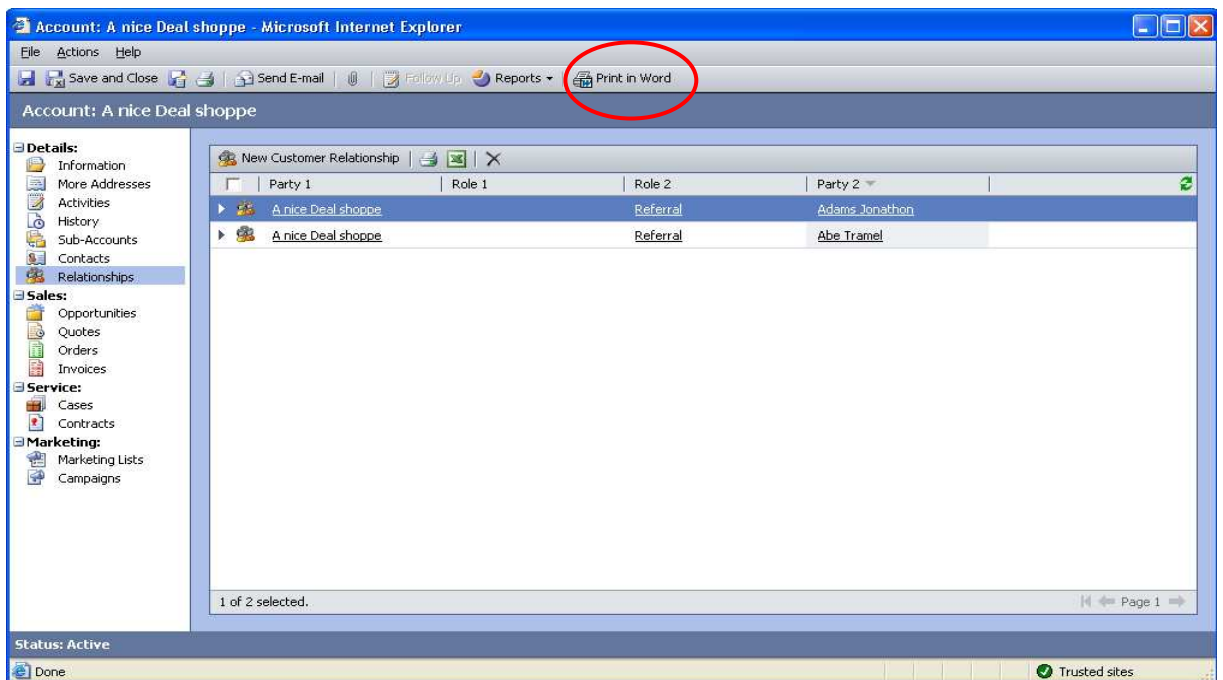 Account: A nice Deal shoppe - Microsoft Internet Explorer
File Actions Help
Save and Close Send E-mail Follow Up Reports Print in Word
Account: A nice Deal shoppe
Details:
Information
More Addresses
Activities
History
Sub-Accounts
Contacts
Relationships
Sales:
Opportunities
Quotes
Orders
Invoices
Service:
Cases
Contracts
Marketing:
Marketing Lists
Campaigns
New Customer Relationship
Party 1 Role 1 Role 2 Party 2
A nice Deal shoppe Referral Adams Jonathon
A nice Deal shoppe Referral Abe Tramel
1 of 2 selected. Page 1
Status: Active
Done Trusted sites